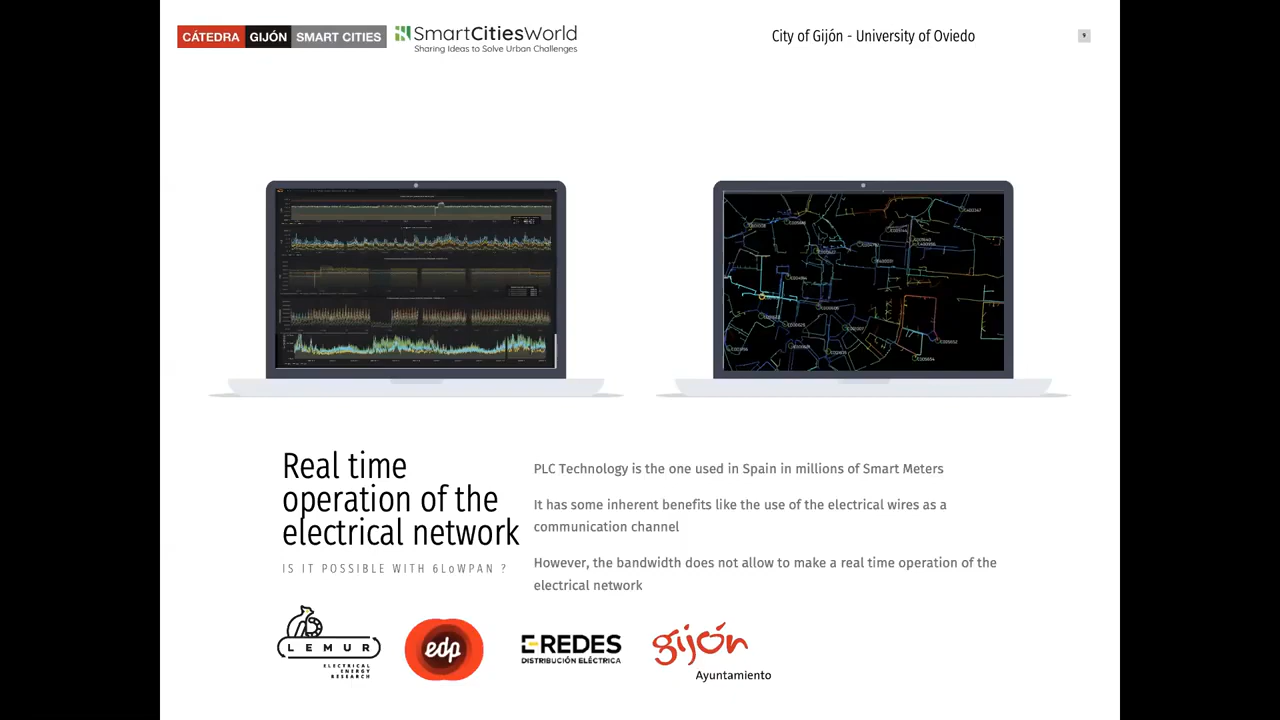 CÁTEDRA GIJÓN SMART CITIES
SmartCitiesWorld
Sharing Ideas to Solve Urban Challenges
City of Gijón - University of Oviedo
9
Real time
operation of the
electrical network
IS IT POSSIBLE WITH 6LoWPAN ?
PLC Technology is the one used in Spain in millions of Smart Meters
It has some inherent benefits like the use of the electrical wires as a
communication channel
However, the bandwidth does not allow to make a real time operation of the
electrical network
LEMUR
ELECTRICAL
ENERGY
RESEARCH
edp
E-REDES
DISTRIBUCIÓN ELÉCTRICA
gijón
Ayuntamiento